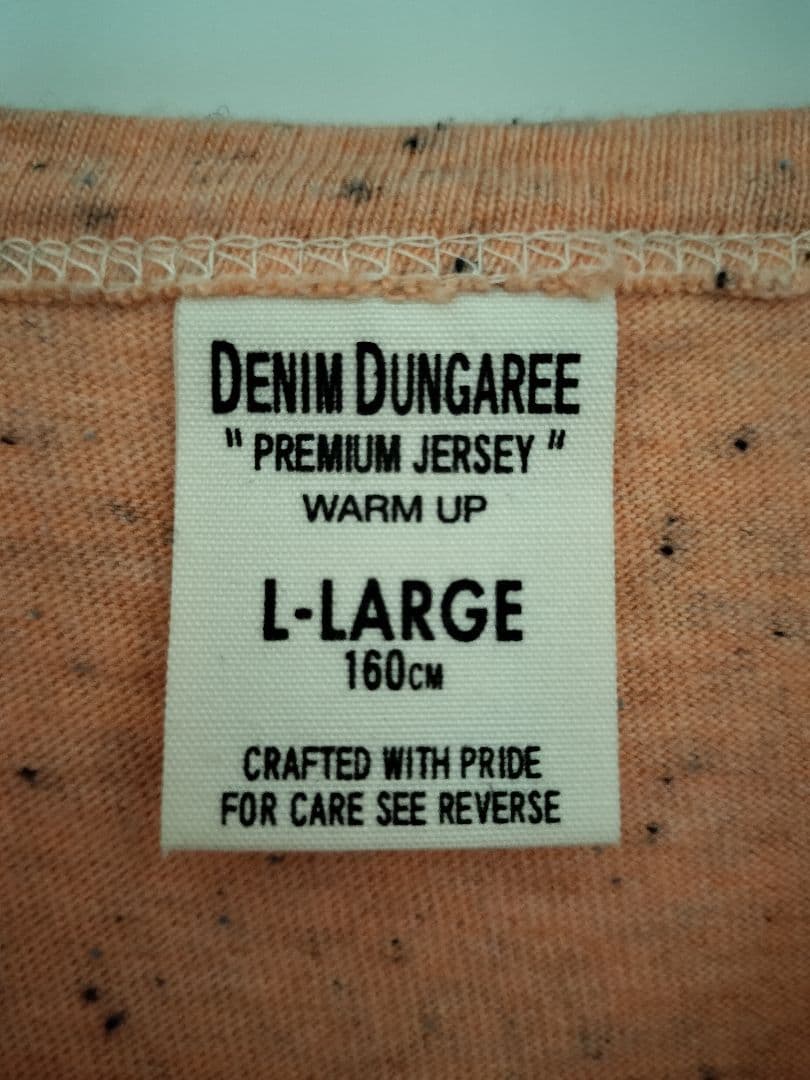 DENIM DUNGAREE
" PREMIUM JERSEY "
WARM UP
L-LARGE
160CM
CRAFTED WITH PRIDE
FOR CARE SEE REVERSE